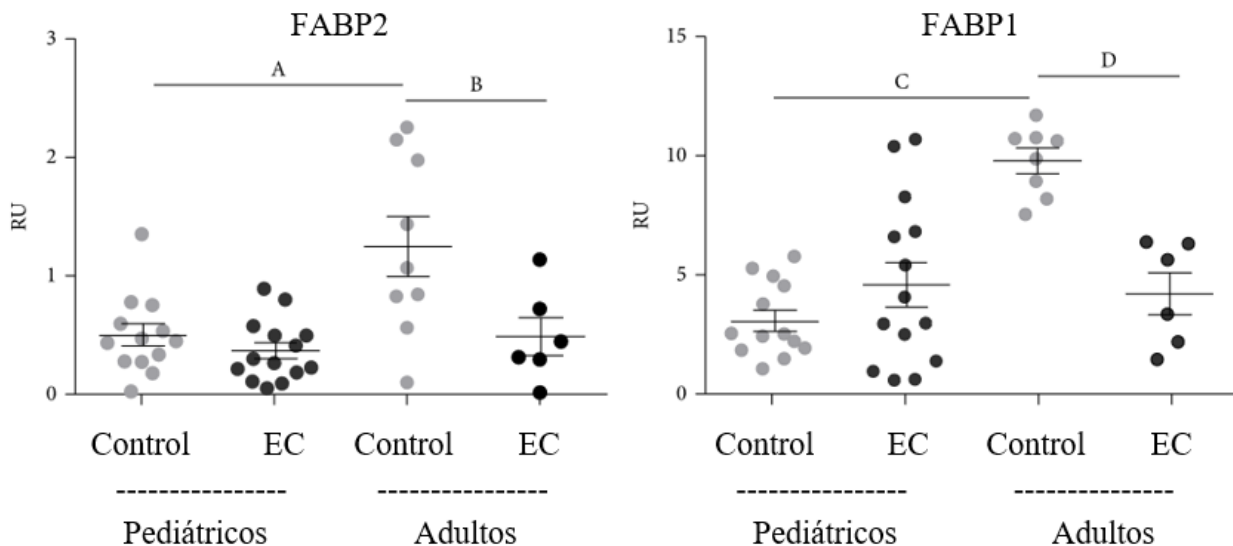 FABP2
3
A
B
2
RU
1
0
Control EC Control EC
Pediátricos Adultos
FABP1
15
D
C
10
RU
5
0
Control EC Control EC
Pediátricos Adultos